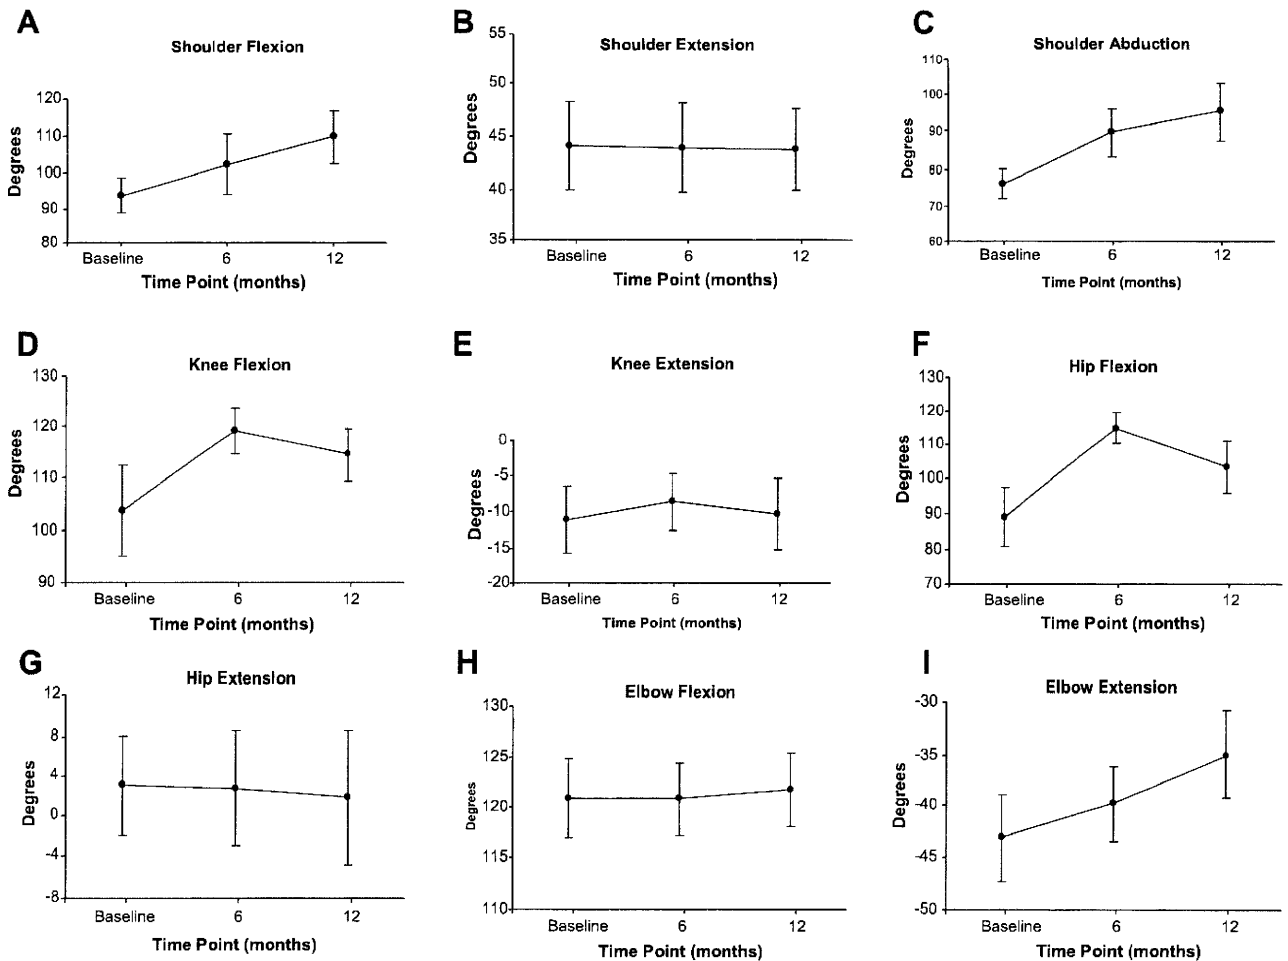 A
Shoulder Flexion
120
110
100
90
80
Degrees
Baseline 6 12
Time Point (months)
B
Shoulder Extension
55
50
45
40
35
Degrees
Baseline 6 12
Time Point (months)
C
Shoulder Abduction
110
100
90
80
70
60
Degrees
Baseline 6 12
Time Point (months)
D
Knee Flexion
130
120
110
100
90
Degrees
Baseline 6 12
Time Point (months)
E
Knee Extension
0
-5
-10
-15
-20
Degrees
Baseline 6 12
Time Point (months)
F
Hip Flexion
130
120
110
100
90
80
70
Degrees
Baseline 6 12
Time Point (months)
G
Hip Extension
12
8
4
0
-4
-8
Degrees
Baseline 6 12
Time Point (months)
H
Elbow Flexion
130
125
120
115
110
Degrees
Baseline 6 12
Time Point (months)
I
Elbow Extension
-30
-35
-40
-45
-50
Degrees
Baseline 6 12
Time Point (months)